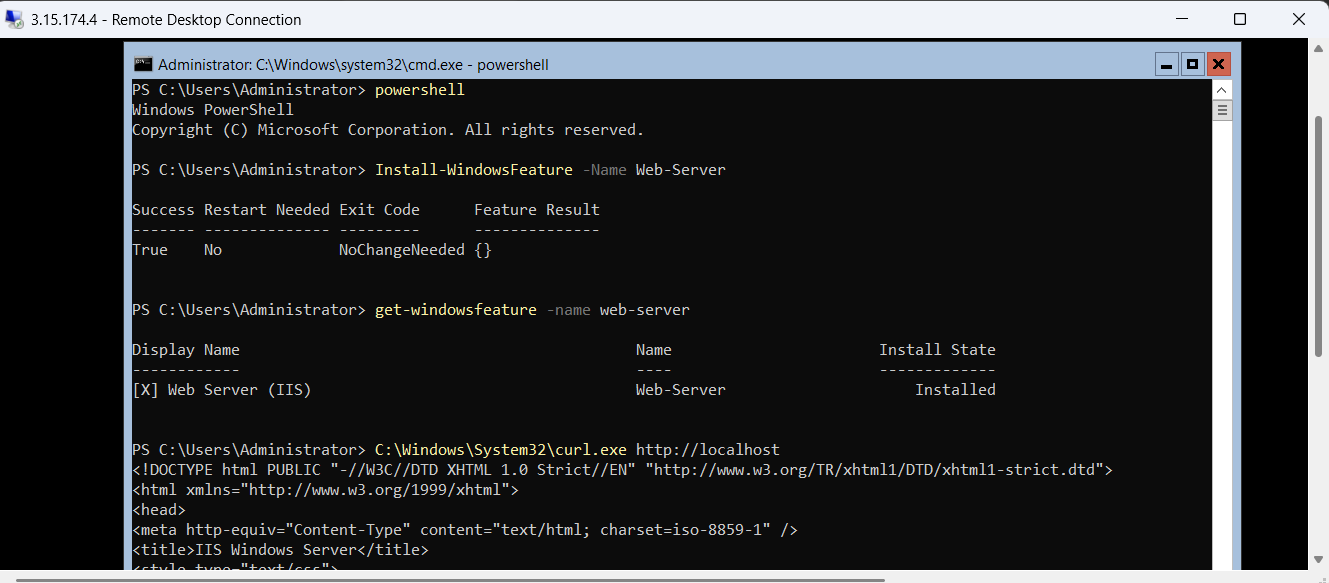 3.15.174.4 - Remote Desktop Connection
Administrator: C:\Windows\system32\cmd.exe - powershell
PS C:\Users\Administrator> powershell
Windows PowerShell
Copyright (C) Microsoft Corporation. All rights reserved.
PS C:\Users\Administrator> Install-WindowsFeature -Name Web-Server
Success Restart Needed Exit Code      Feature Result
------- -------------- ---------      --------------
True    No             NoChangeNeeded {}
PS C:\Users\Administrator> get-windowsfeature -name web-server
Display Name                                            Name                       Install State
------------                                            ----                       -------------
[X] Web Server (IIS)                                    Web-Server                     Installed
PS C:\Users\Administrator> C:\Windows\System32\curl.exe http://localhost
<!DOCTYPE html PUBLIC "-//W3C//DTD XHTML 1.0 Strict//EN" "http://www.w3.org/TR/xhtml1/DTD/xhtml1-strict.dtd">
<html xmlns="http://www.w3.org/1999/xhtml">
<head>
<meta http-equiv="Content-Type" content="text/html; charset=iso-8859-1" />
<title>IIS Windows Server</title>
<style type="text/css">